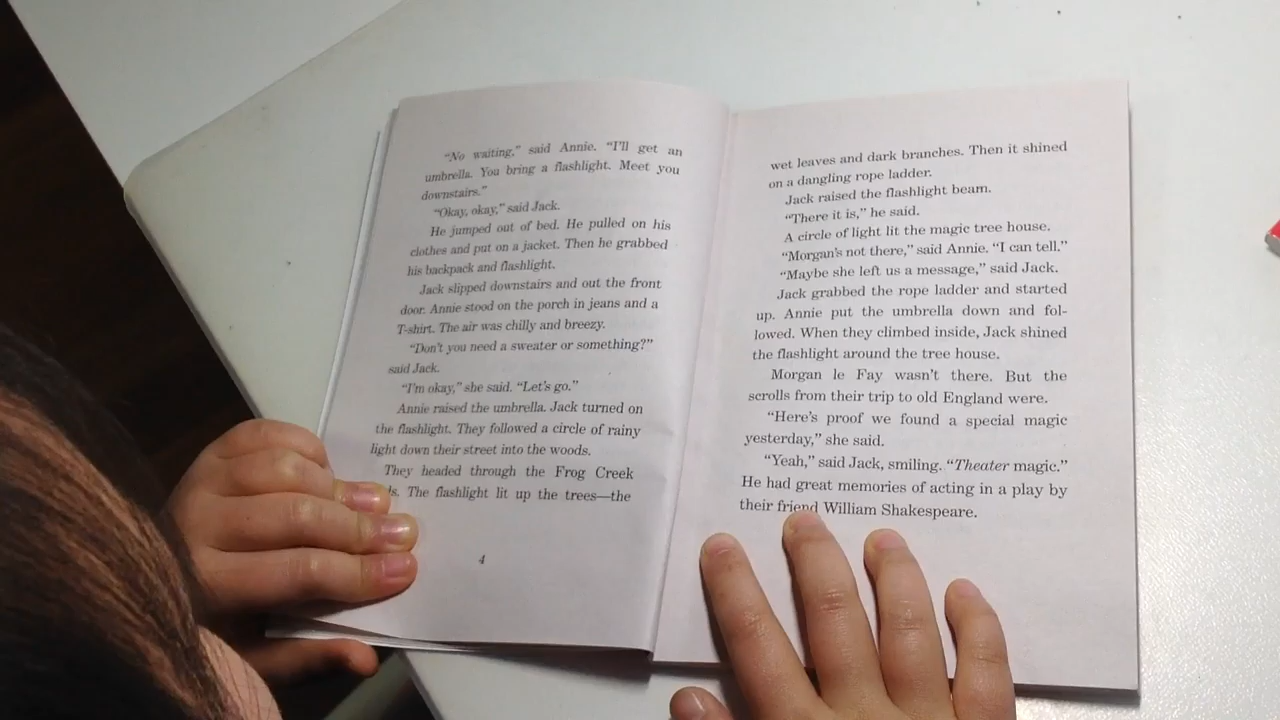 "No waiting," said Annie. "I'll get an
umbrella. You bring a flashlight. Meet you
downstairs."
"Okay, okay," said Jack.
He jumped out of bed. He pulled on his
clothes and put on a jacket. Then he grabbed
his backpack and flashlight.
Jack slipped downstairs and out the front
door. Annie stood on the porch in jeans and a
T-shirt. The air was chilly and breezy.
"Don't you need a sweater or something?"
said Jack.
"I'm okay," she said. "Let's go."
Annie raised the umbrella. Jack turned on
the flashlight. They followed a circle of rainy
light down their street into the woods.
They headed through the Frog Creek
The flashlight lit up the trees—the
4
wet leaves and dark branches. Then it shined
on a dangling rope ladder.
Jack raised the flashlight beam.
"There it is," he said.
A circle of light lit the magic tree house.
"Morgan's not there," said Annie. "I can tell."
"Maybe she left us a message," said Jack.
Jack grabbed the rope ladder and started
up. Annie put the umbrella down and fol-
lowed. When they climbed inside, Jack shined
the flashlight around the tree house.
Morgan le Fay wasn't there. But the
scrolls from their trip to old England were.
"Here's proof we found a special magic
yesterday," she said.
"Yeah," said Jack, smiling. "Theater magic."
He had great memories of acting in a play by
their friend William Shakespeare.